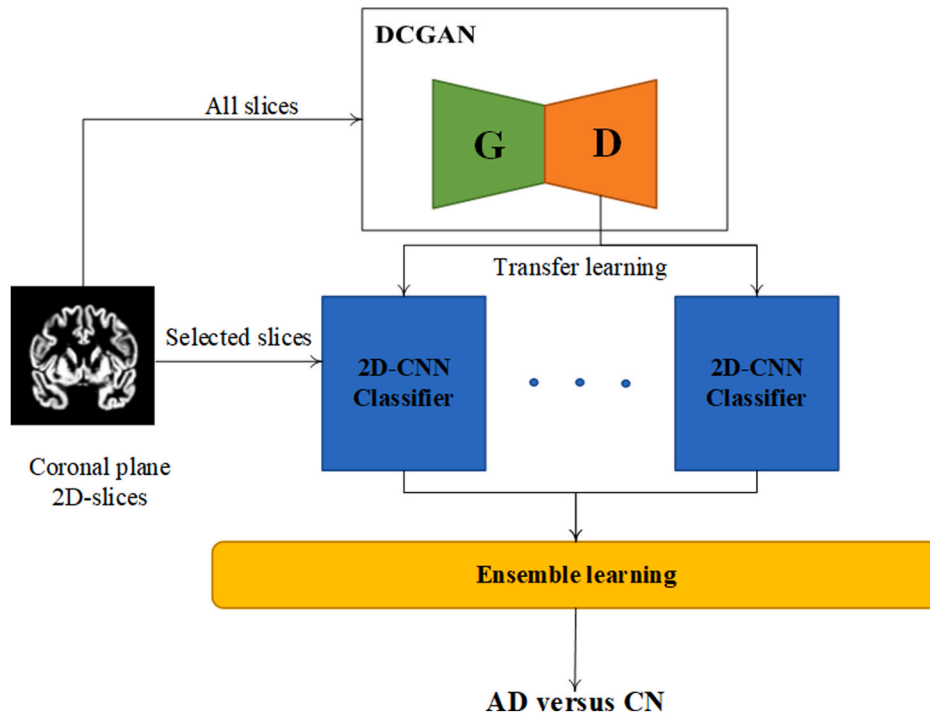 DCGAN
All slices
G
D
Transfer learning
Selected slices
2D-CNN
Classifier
2D-CNN
Classifier
Coronal plane
2D-slices
Ensemble learning
AD versus CN